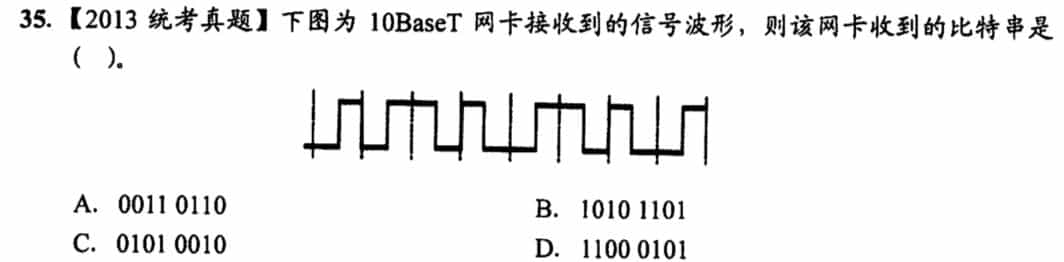 35. 【2013 统考真题】下图为 10BaseT 网卡接收到的信号波形，则该网卡收到的比特串是
（ ）。
A. 0011 0110
B. 1010 1101
C. 0101 0010
D. 1100 0101